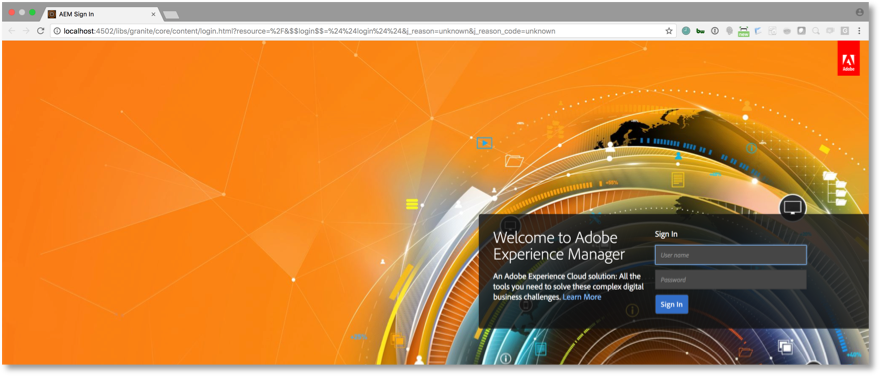 AEM Sign In
localhost:4502/libs/granite/core/content/login.html?resource=%2F&$$login$$=%24%24login%24%24&j_reason=unknown&j_reason_code=unknown
Adobe
Welcome to Adobe
Experience Manager
An Adobe Experience Cloud solution: All the
tools you need to solve these complex digital
business challenges. Learn More
Sign In
User name
Password
Sign In